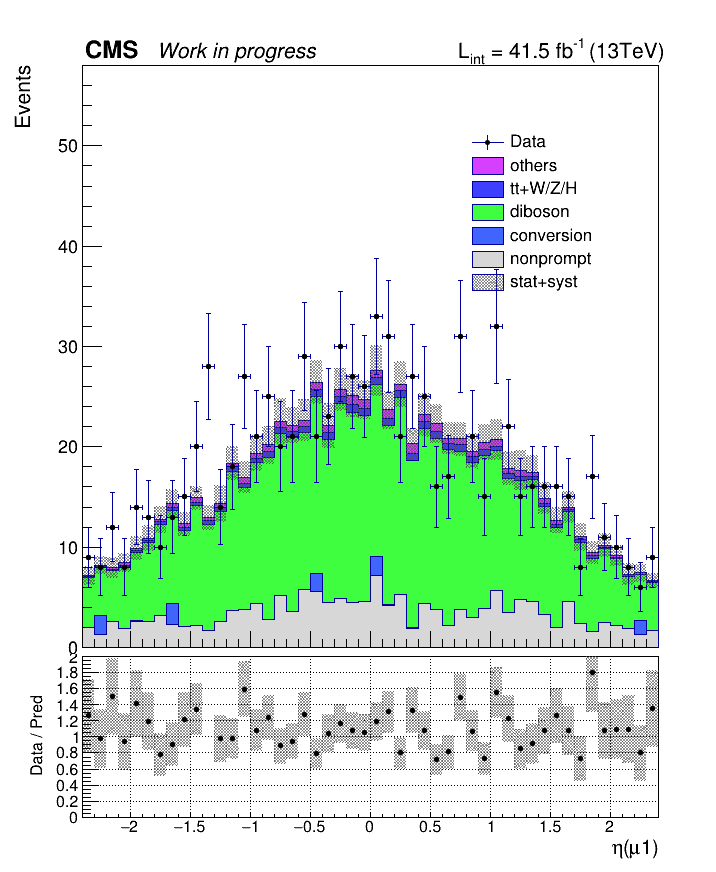 CMS Work in progress L_int = 41.5 fb⁻¹ (13TeV)
Events
50
40
30
20
10
0
Data
others
tt+W/Z/H
diboson
conversion
nonprompt
stat+syst
Data / Pred
2
1.8
1.6
1.4
1.2
1
0.8
0.6
0.4
0.2
0
−2 −1.5 −1 −0.5 0 0.5 1 1.5 2
η(μ1)